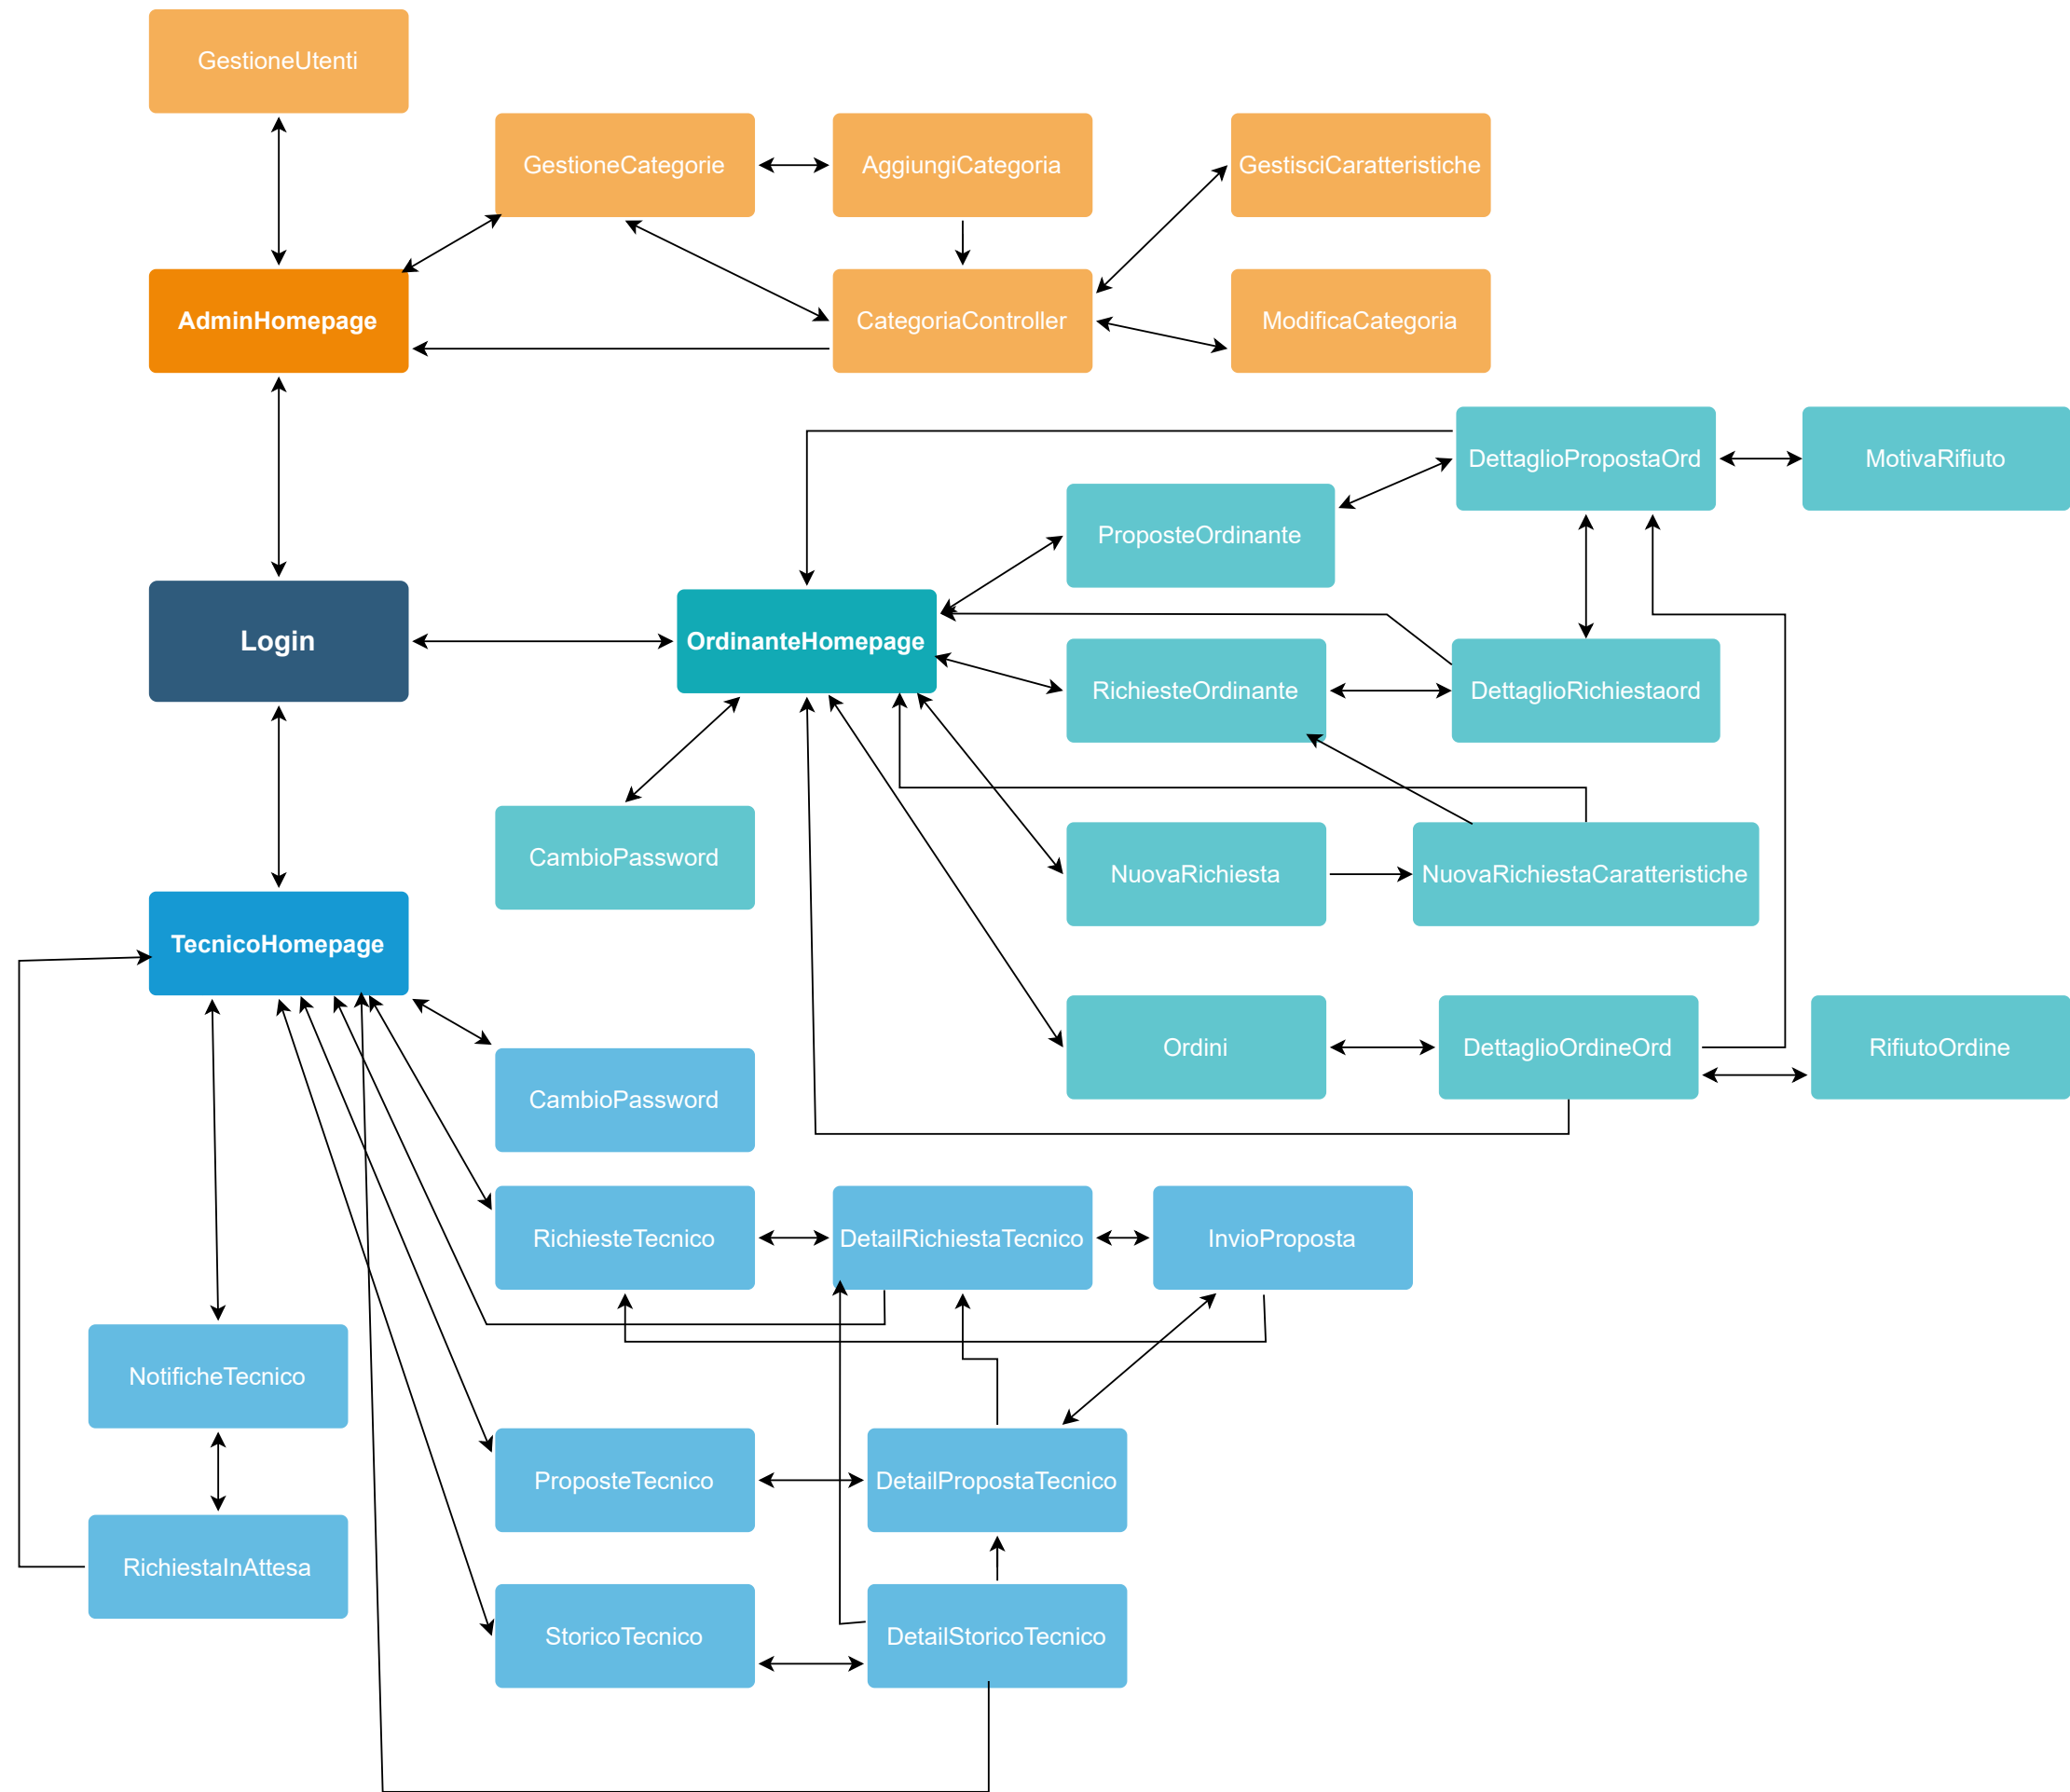 GestioneUtenti
GestioneCategorie
AggiungiCategoria
GestisciCaratteristiche
AdminHomepage
CategoriaController
ModificaCategoria
DettaglioPropostaOrd
MotivaRifiuto
ProposteOrdinante
Login
OrdinanteHomepage
RichiesteOrdinante
DettaglioRichiestaord
CambioPassword
NuovaRichiesta
NuovaRichiestaCaratteristiche
TecnicoHomepage
Ordini
DettaglioOrdineOrd
RifiutoOrdine
CambioPassword
RichiesteTecnico
DetailRichiestaTecnico
InvioProposta
NotificheTecnico
ProposteTecnico
DetailPropostaTecnico
RichiestaInAttesa
StoricoTecnico
DetailStoricoTecnico